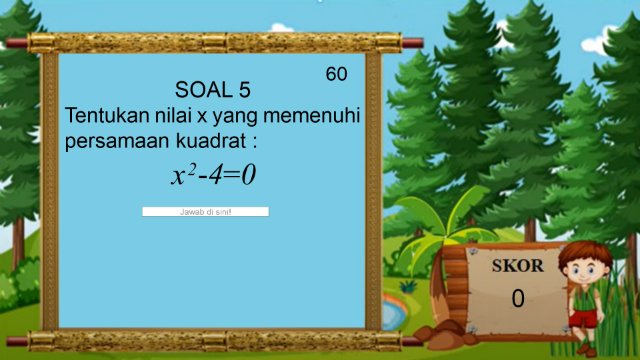 60
SOAL 5
Tentukan nilai x yang memenuhi
persamaan kuadrat :
x²-4=0
Jawab di sini!
SKOR
0